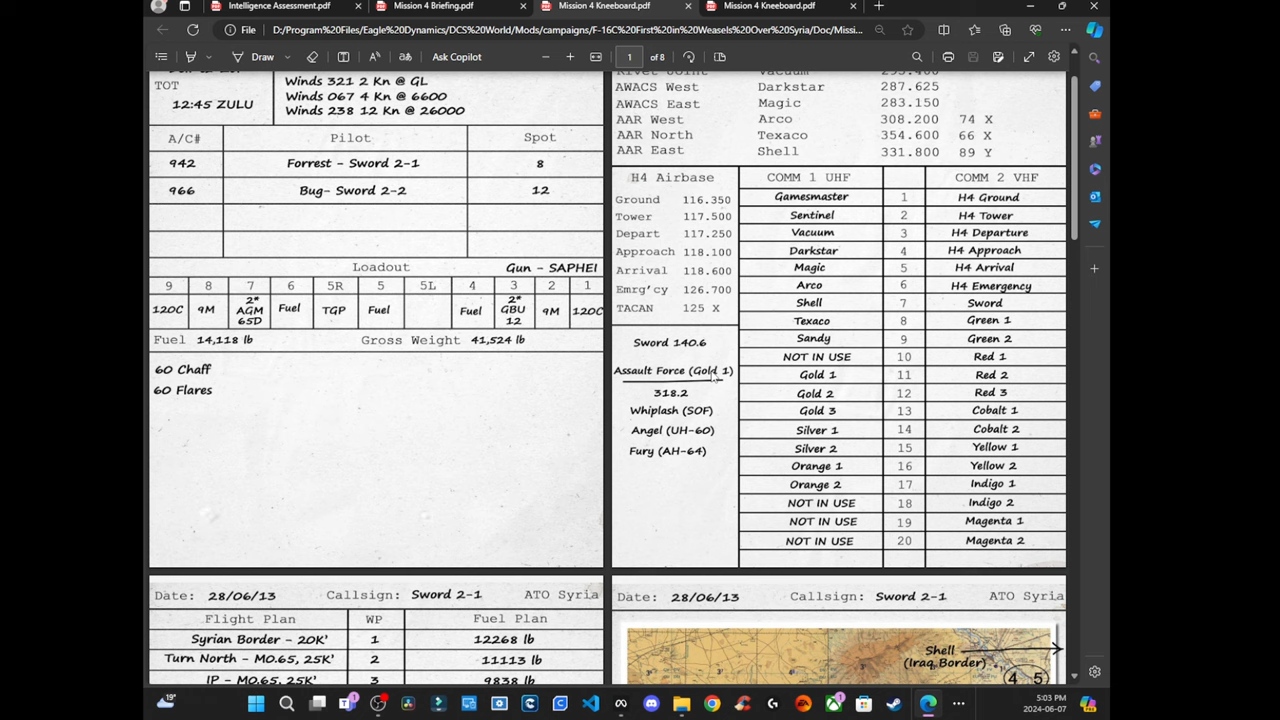 Intelligence Assessment.pdf
Mission 4 Briefing.pdf
Mission 4 Kneeboard.pdf
Mission 4 Kneeboard.pdf
File
D:/Program%20Files/Eagle%20Dynamics/DCS%20World/Mods/campaigns/F-16C%20First%20in%20Weasels%20Over%20Syria/Doc/Missi...
Draw
Ask Copilot
1 of 8
TOT
12:45 ZULU
Winds 321 2 Kn @ GL
Winds 067 4 Kn @ 6600
Winds 238 12 Kn @ 26000
A/C# Pilot Spot
942 Forrest - Sword 2-1 8
966 Bug- Sword 2-2 12
Loadout Gun - SAPHEI
9 8 7 6 5R 5 5L 4 3 2 1
120C 9M 2* AGM 65D Fuel TGP Fuel Fuel 2* GBU 12 9M 120C
Fuel 14,118 lb Gross Weight 41,524 lb
60 Chaff
60 Flares
Rivet Joint Vacuum 293.400
AWACS West Darkstar 287.625
AWACS East Magic 283.150
AAR West Arco 308.200 74 X
AAR North Texaco 354.600 66 X
AAR East Shell 331.800 89 Y
H4 Airbase
Ground 116.350
Tower 117.500
Depart 117.250
Approach 118.100
Arrival 118.600
Emrg'cy 126.700
TACAN 125 X
Sword 140.6
Assault Force (Gold 1)
318.2
Whiplash (SOF)
Angel (UH-60)
Fury (AH-64)
COMM 1 UHF COMM 2 VHF
Gamesmaster 1 H4 Ground
Sentinel 2 H4 Tower
Vacuum 3 H4 Departure
Darkstar 4 H4 Approach
Magic 5 H4 Arrival
Arco 6 H4 Emergency
Shell 7 Sword
Texaco 8 Green 1
Sandy 9 Green 2
NOT IN USE 10 Red 1
Gold 1 11 Red 2
Gold 2 12 Red 3
Gold 3 13 Cobalt 1
Silver 1 14 Cobalt 2
Silver 2 15 Yellow 1
Orange 1 16 Yellow 2
Orange 2 17 Indigo 1
NOT IN USE 18 Indigo 2
NOT IN USE 19 Magenta 1
NOT IN USE 20 Magenta 2
Date: 28/06/13 Callsign: Sword 2-1 ATO Syria
Flight Plan WP Fuel Plan
Syrian Border - 20K' 1 12268 lb
Turn North - M0.65, 25K' 2 11113 lb
IP - M0.65, 25K' 3 9838 lb
Date: 28/06/13 Callsign: Sword 2-1 ATO Syria
Shell
(Iraq Border)
4 5
19°
5:03 PM
2024-06-07